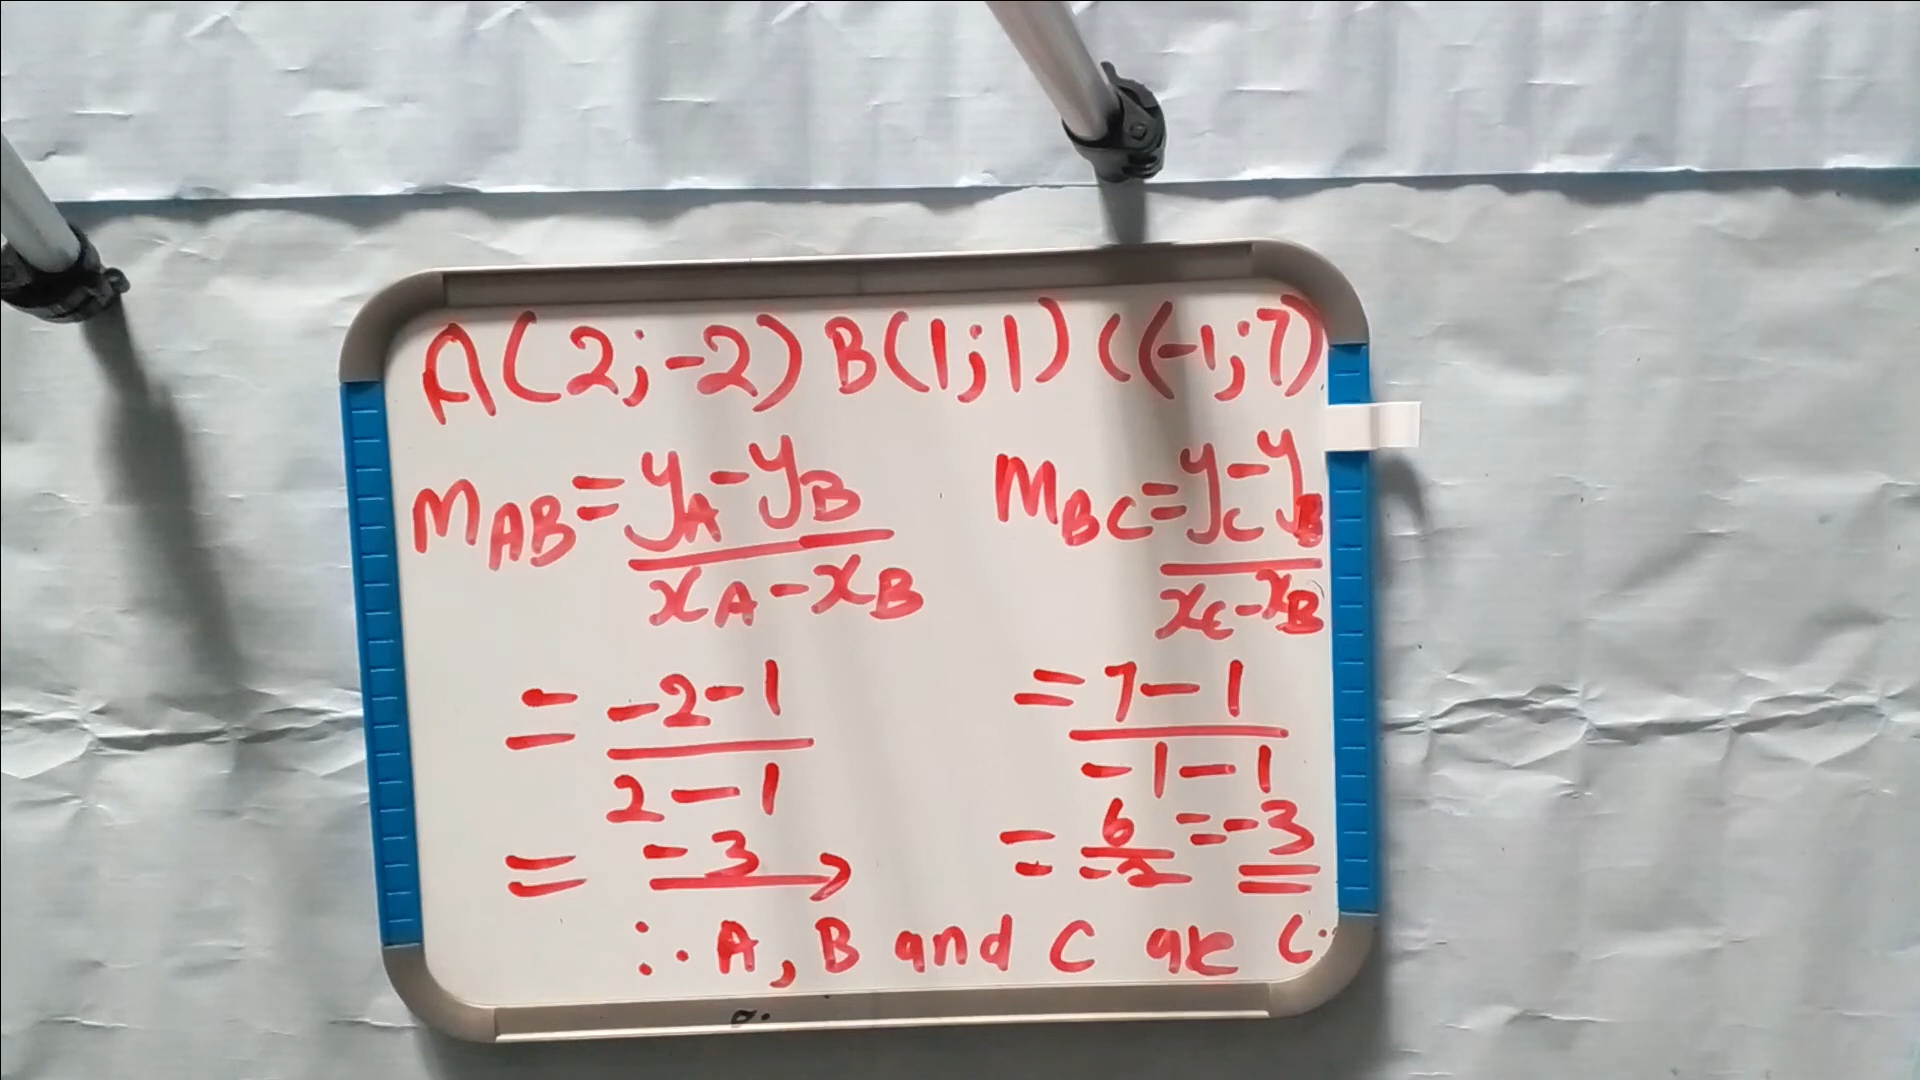 A(2;-2) B(1;1) C(-1;7)
mAB = yA - yB / xA - xB
mBC = yC - yB / xC - xB
= -2-1 / 2-1
= 7-1 / -1-1
= -3
= 6/-2 = -3
∴ A, B and C are C.